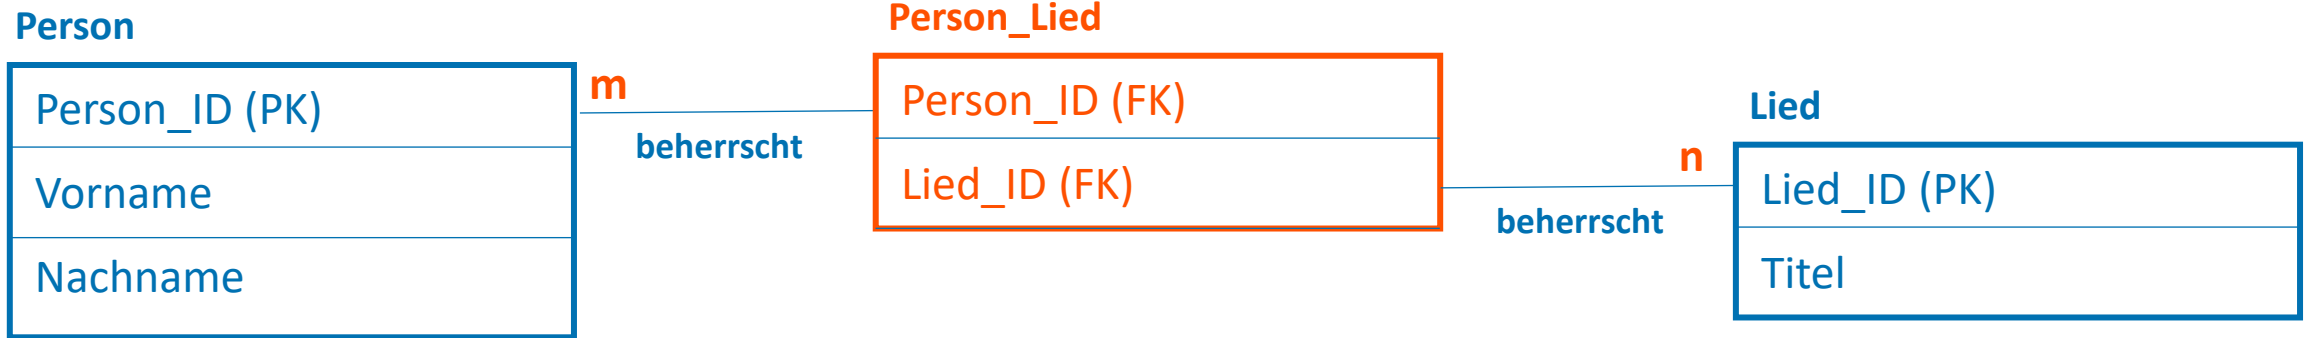 Person
Person_ID (PK)
Vorname
Nachname
m
beherrscht
Person_Lied
Person_ID (FK)
Lied_ID (FK)
n
beherrscht
Lied
Lied_ID (PK)
Titel